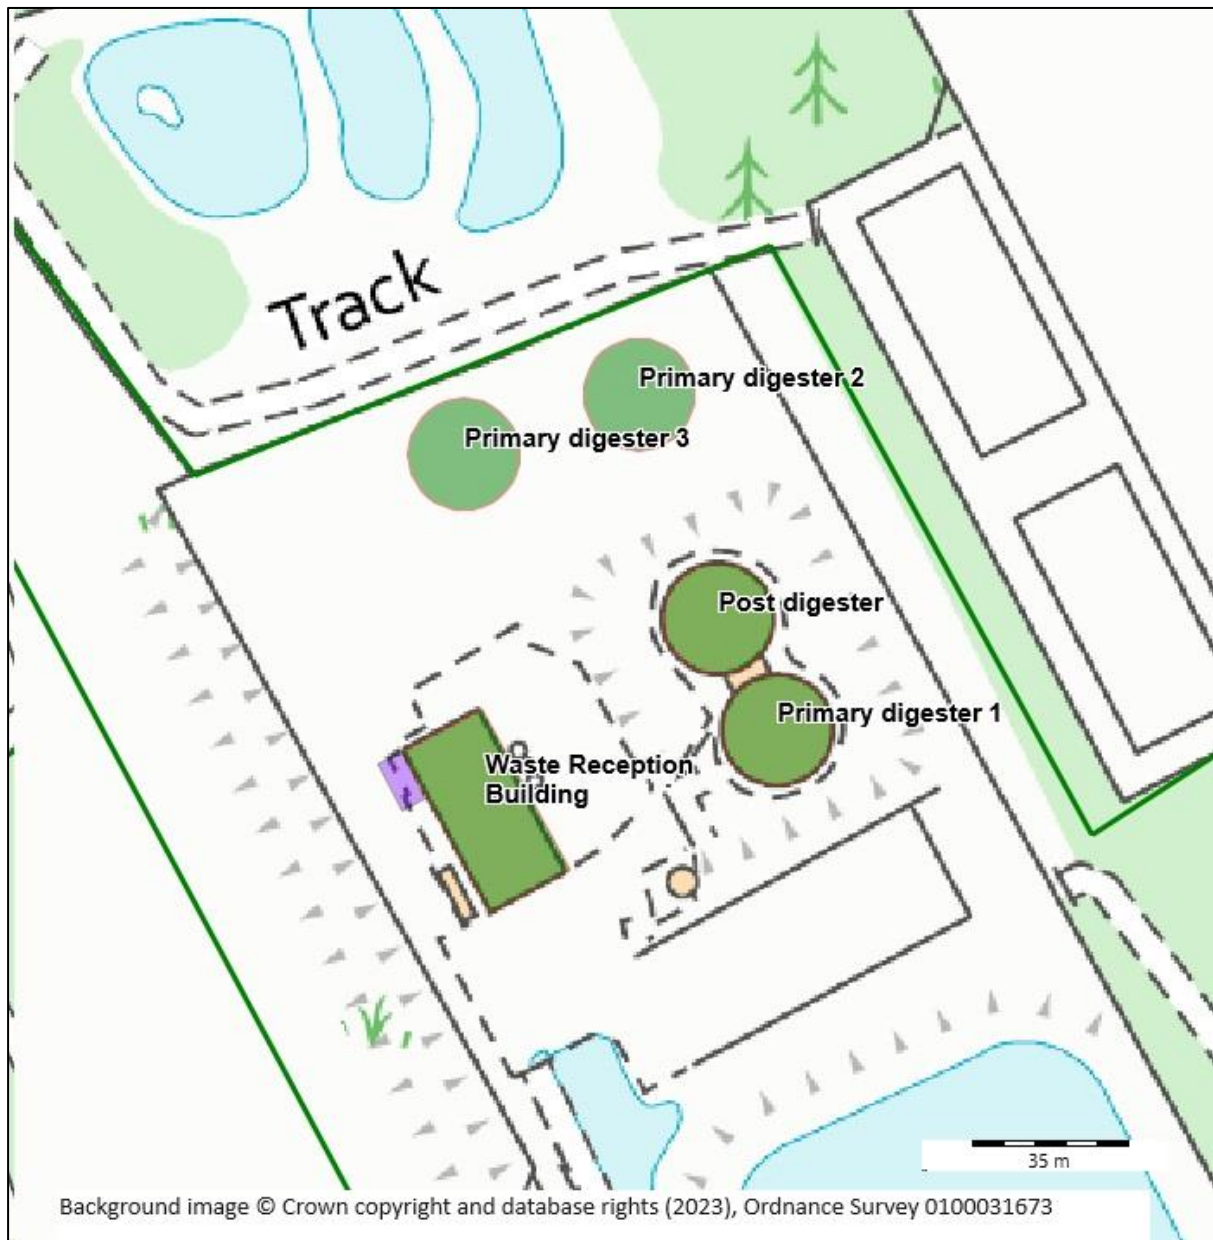 Track
Primary digester 2
Primary digester 3
Post digester
Primary digester 1
Waste Reception
Building
35 m
Background image © Crown copyright and database rights (2023), Ordnance Survey 0100031673